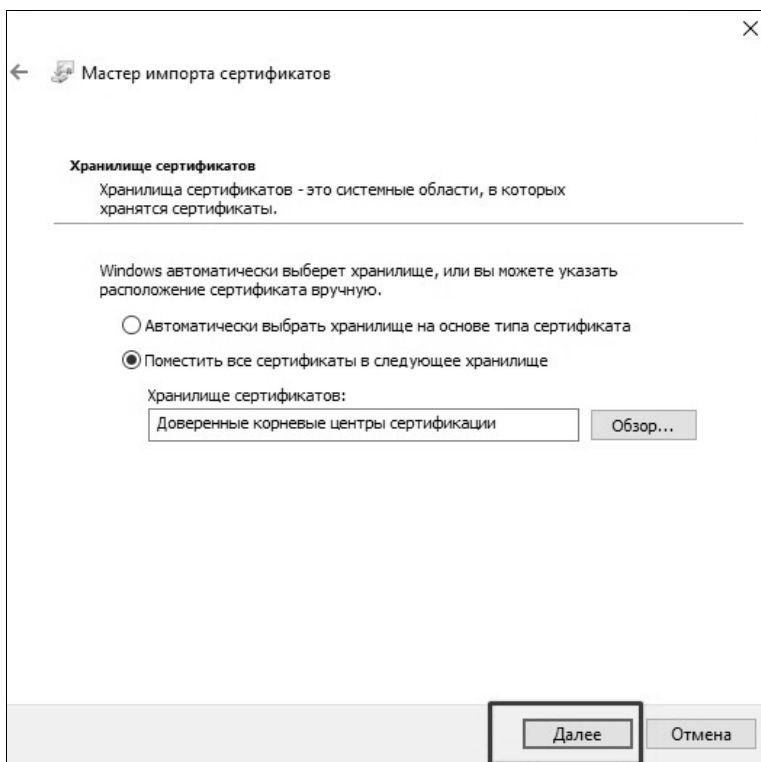 Мастер импорта сертификатов
Хранилище сертификатов
Хранилища сертификатов - это системные области, в которых
хранятся сертификаты.
Windows автоматически выберет хранилище, или вы можете указать
расположение сертификата вручную.
Автоматически выбрать хранилище на основе типа сертификата
Поместить все сертификаты в следующее хранилище
Хранилище сертификатов:
Доверенные корневые центры сертификации
Обзор...
Далее
Отмена